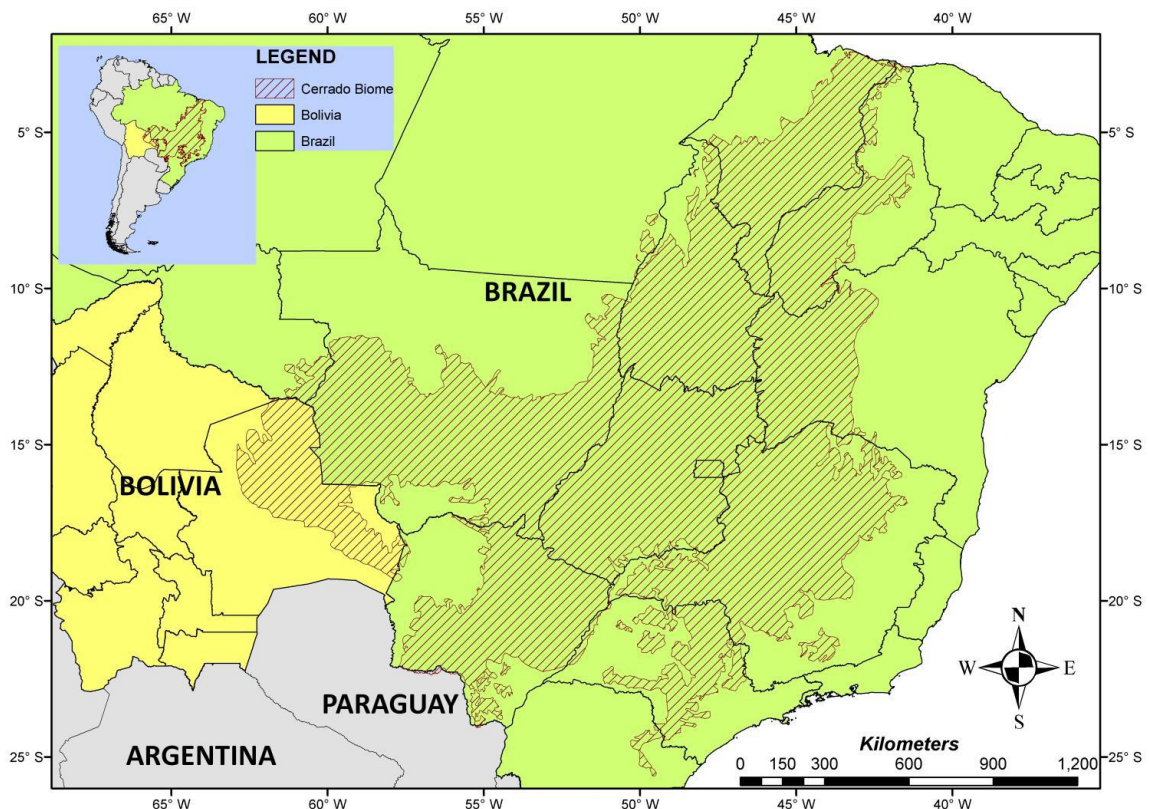 65° W 60° W 55° W 50° W 45° W 40° W
LEGEND
Cerrado Biome
Bolivia
Brazil
5° S 5° S
10° S BRAZIL 10° S
15° S 15° S
BOLIVIA
20° S 20° S
N
W E
S
PARAGUAY
ARGENTINA
Kilometers
25° S 25° S
0 150 300 600 900 1,200
65° W 60° W 55° W 50° W 45° W 40° W